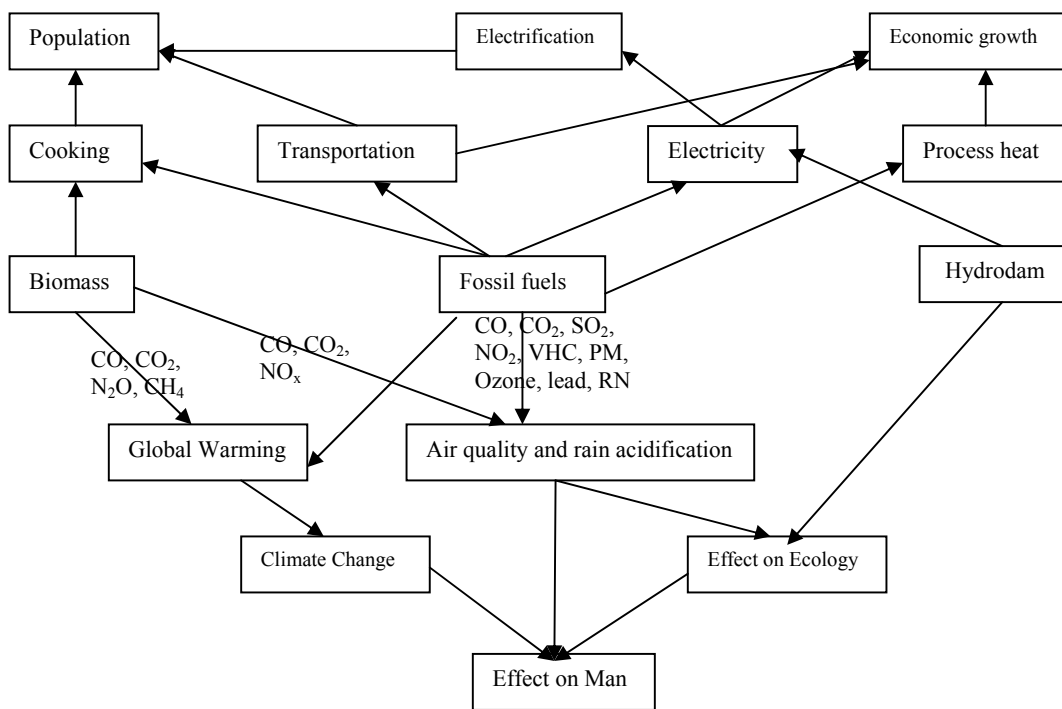 Population
Electrification
Economic growth
Cooking
Transportation
Electricity
Process heat
Biomass
Fossil fuels
Hydrodam
CO, CO₂,
N₂O, CH₄
CO, CO₂,
NOₓ
CO, CO₂, SO₂,
NO₂, VHC, PM,
Ozone, lead, RN
Global Warming
Air quality and rain acidification
Climate Change
Effect on Ecology
Effect on Man